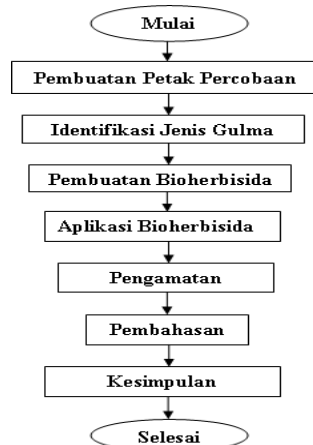 Mulai
Pembuatan Petak Percobaan
Identifikasi Jenis Gulma
Pembuatan Bioherbisida
Aplikasi Bioherbisida
Pengamatan
Pembahasan
Kesimpulan
Selesai